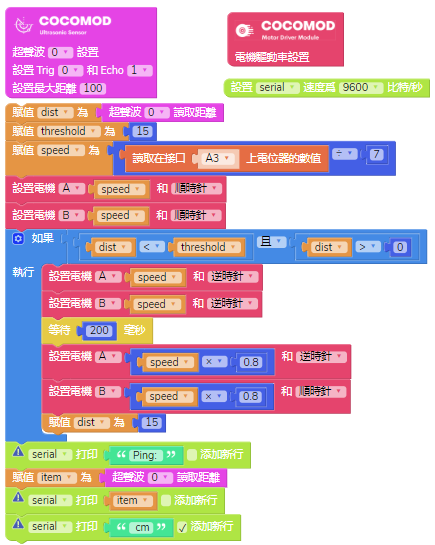 COCOMOD
Ultrasonic Sensor
超聲波 0 設置
設置 Trig 0 和 Echo 1
設置最大距離 100
COCOMOD
Motor Driver Module
電機驅動車設置
設置 serial 速度爲 9600 比特/秒
賦值 dist 為 超聲波 0 讀取距離
賦值 threshold 為 15
賦值 speed 為 讀取在接口 A3 上電位器的數值 ÷ 7
設置電機 A speed 和 順時針
設置電機 B speed 和 順時針
如果 dist < threshold 且 dist > 0
執行 設置電機 A speed 和 逆時針
設置電機 B speed 和 逆時針
等待 200 毫秒
設置電機 A speed × 0.8 和 逆時針
設置電機 B speed × 0.8 和 順時針
賦值 dist 為 15
serial 打印 “ Ping: ” 添加新行
賦值 item 為 超聲波 0 讀取距離
serial 打印 item 添加新行
serial 打印 “ cm ” ✓ 添加新行